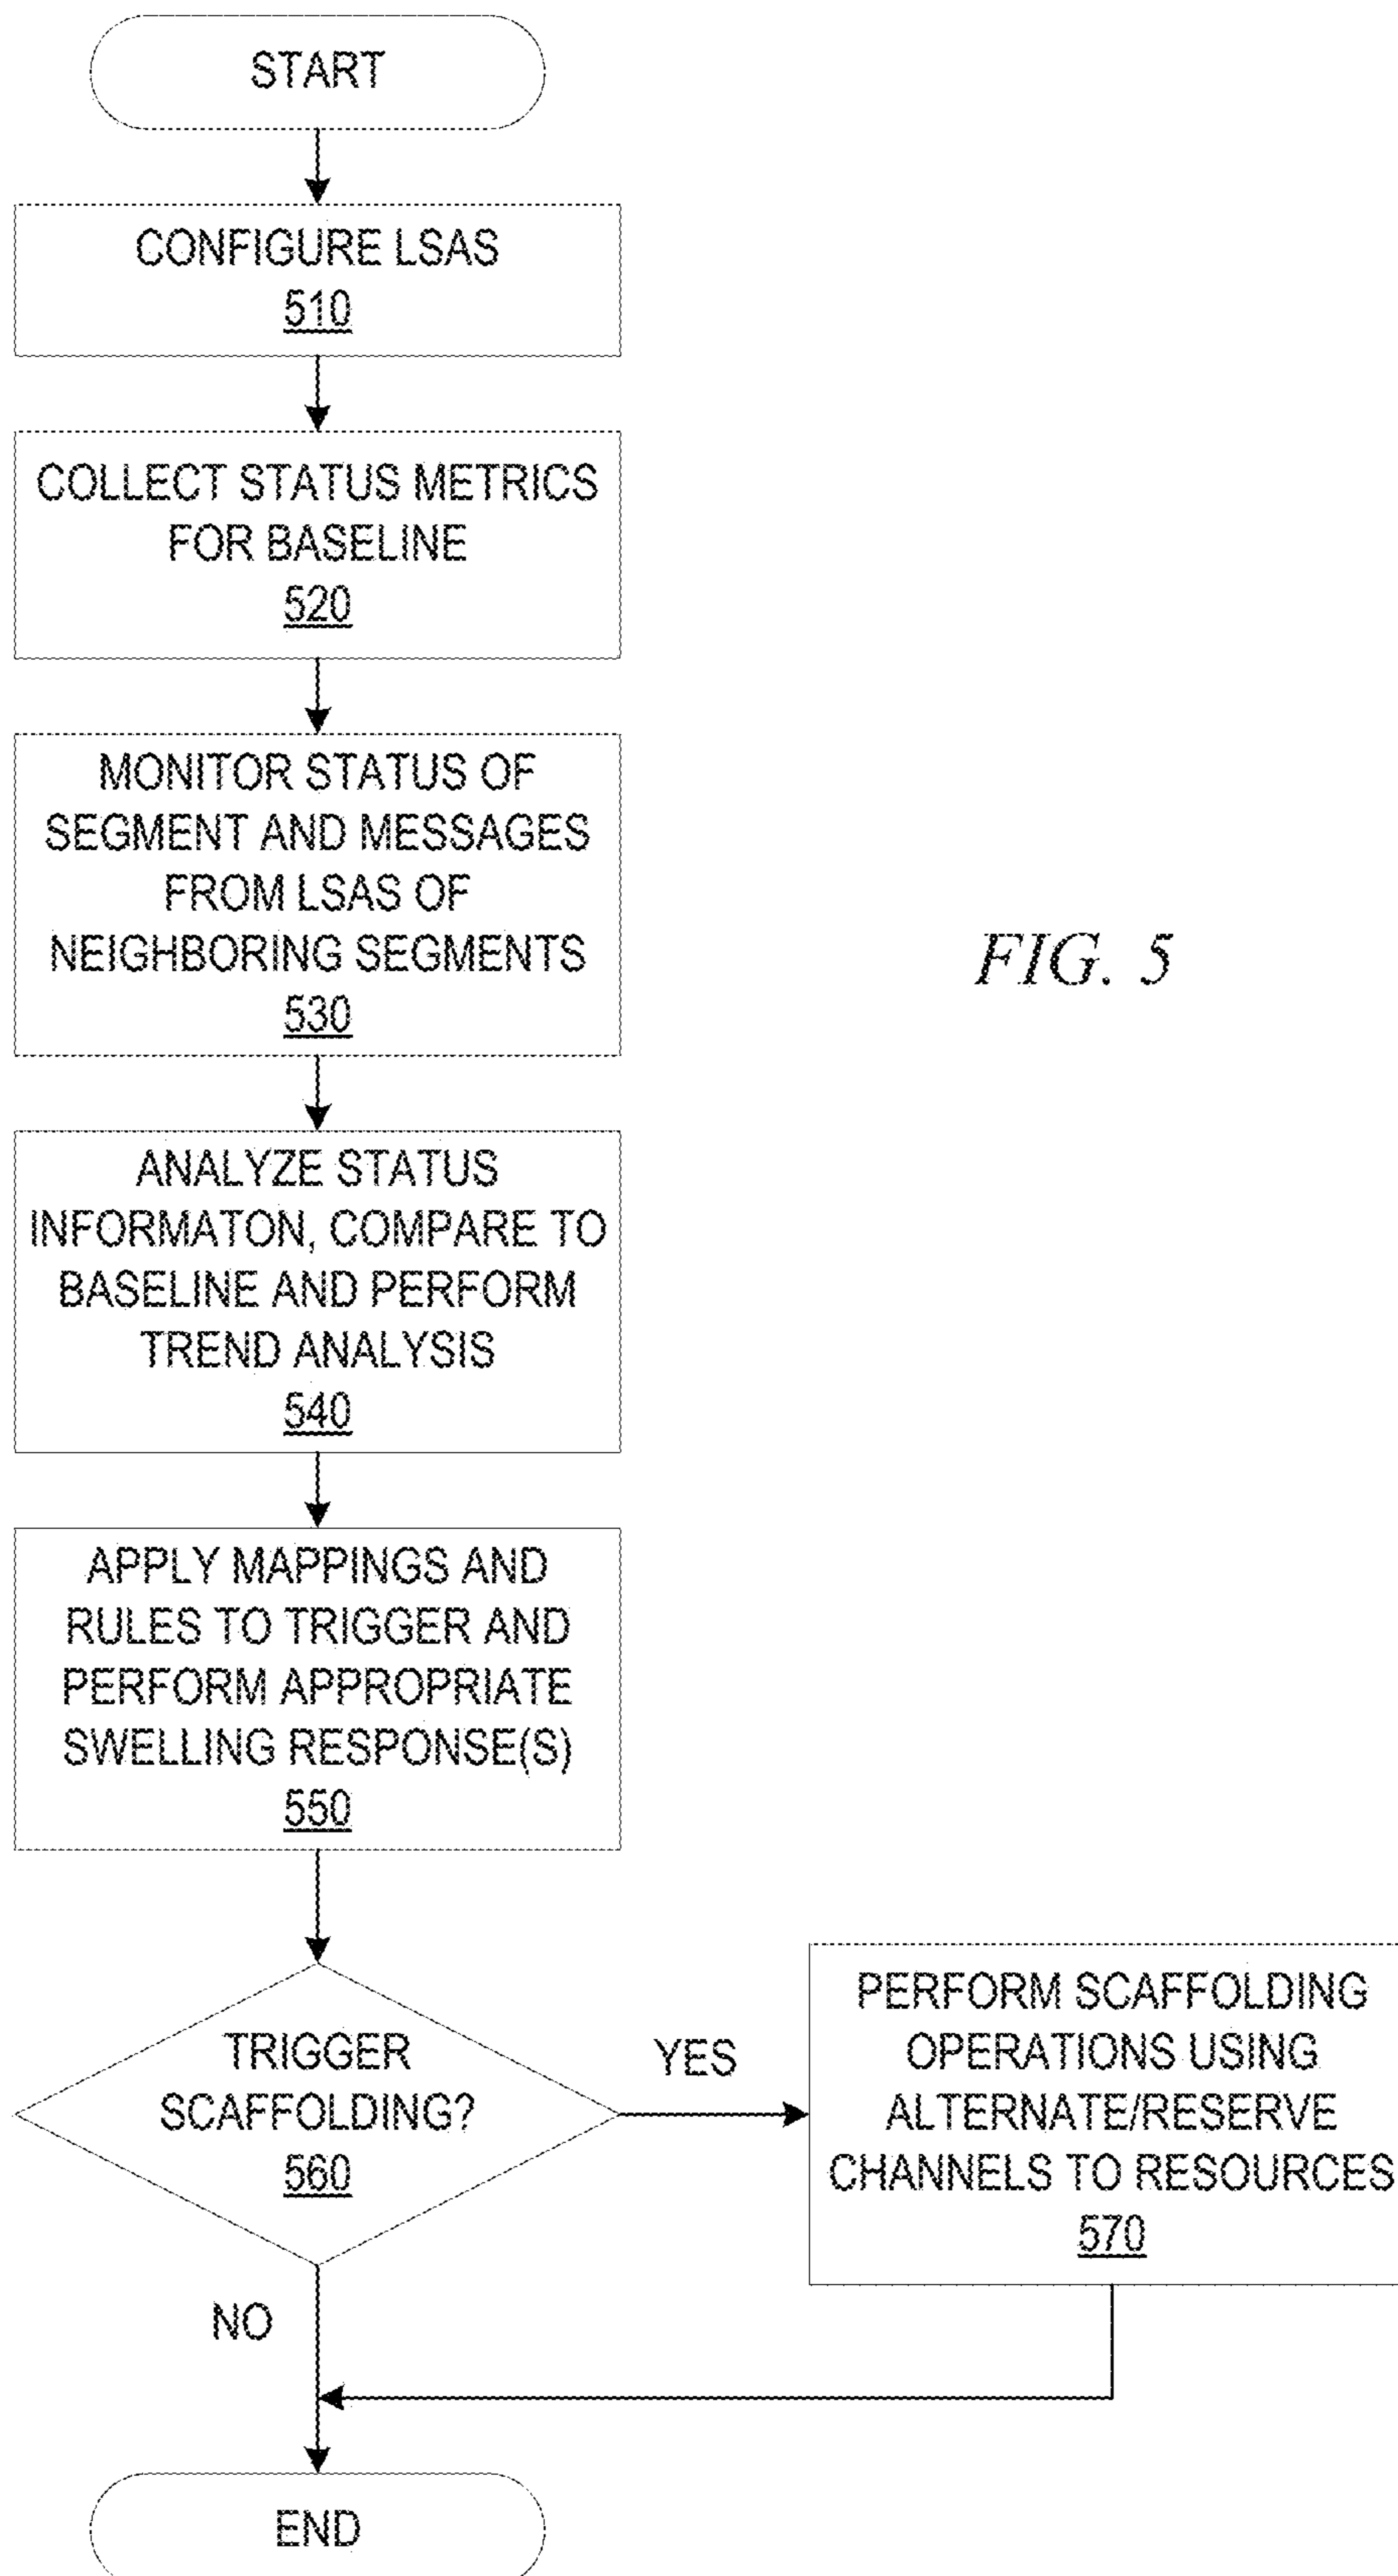 START
CONFIGURE LSAS
510
COLLECT STATUS METRICS
FOR BASELINE
520
MONITOR STATUS OF
SEGMENT AND MESSAGES
FROM LSAS OF
NEIGHBORING SEGMENTS
530
FIG. 5
ANALYZE STATUS
INFORMATON, COMPARE TO
BASELINE AND PERFORM
TREND ANALYSIS
540
APPLY MAPPINGS AND
RULES TO TRIGGER AND
PERFORM APPROPRIATE
SWELLING RESPONSE(S)
550
TRIGGER
SCAFFOLDING?
560
YES
PERFORM SCAFFOLDING
OPERATIONS USING
ALTERNATE/RESERVE
CHANNELS TO RESOURCES
570
NO
END